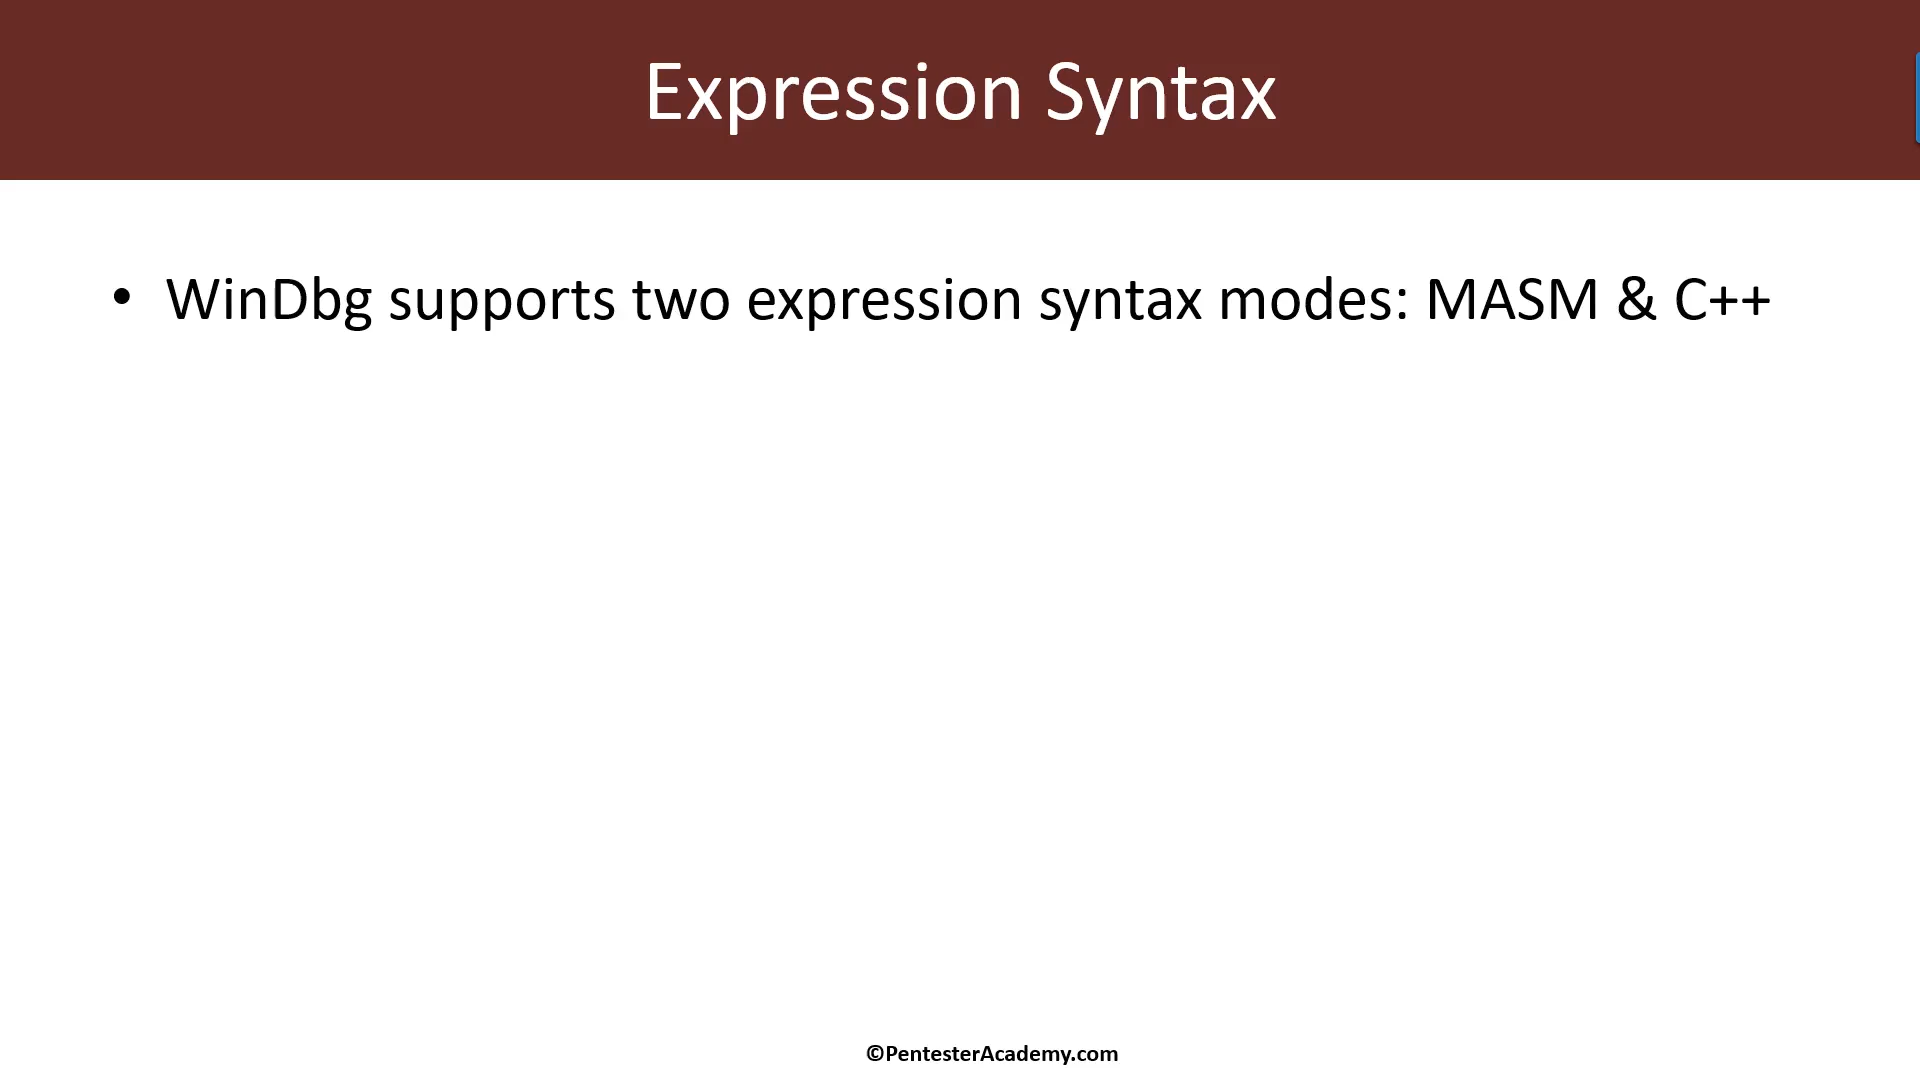 Expression Syntax
• WinDbg supports two expression syntax modes: MASM & C++
©PentesterAcademy.com